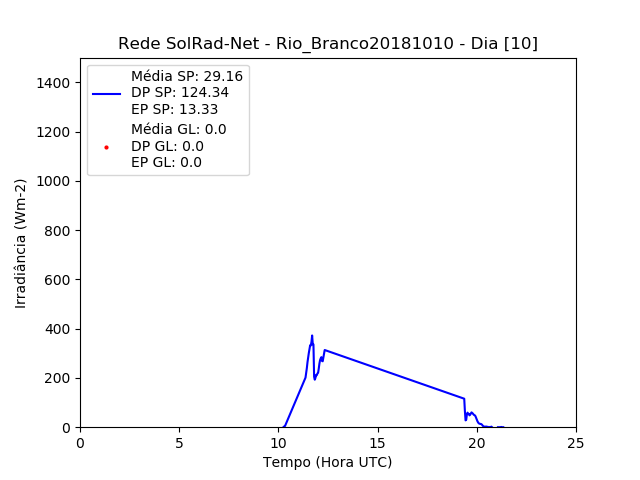 Rede SolRad-Net - Rio_Branco20181010 - Dia [10]
Média SP: 29.16
DP SP: 124.34
EP SP: 13.33
Média GL: 0.0
DP GL: 0.0
EP GL: 0.0
1400
1200
1000
800
600
400
200
0
Irradiância (Wm-2)
0 5 10 15 20 25
Tempo (Hora UTC)